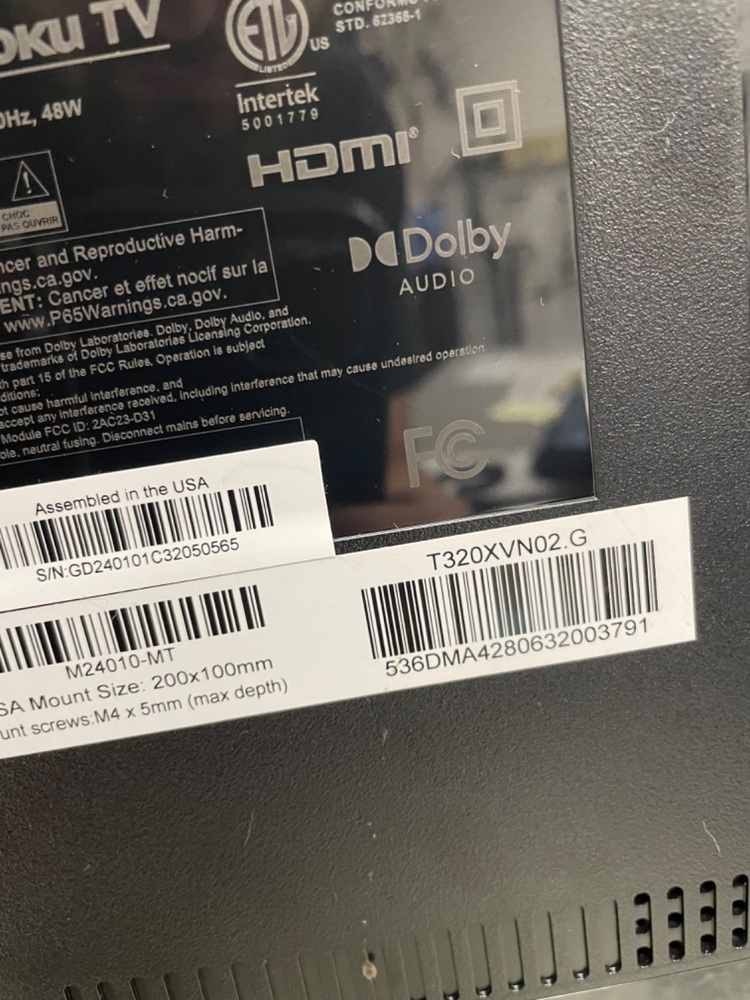 oku TV
ETL
LISTED
US
CONFORMS TO
STD. 62368-1
Intertek
5001779
0Hz, 48W
HDMI®
CHOC
PAS OUVRIR
Dolby
AUDIO
ncer and Reproductive Harm-
ngs.ca.gov.
ENT: Cancer et effet nocif sur la
www.P65Warnings.ca.gov.
se from Dolby Laboratories. Dolby, Dolby Audio, and
trademarks of Dolby Laboratories Licensing Corporation.
h part 15 of the FCC Rules. Operation is subject
ditions:
ot cause harmful interference, and
accept any interference received, including interference that may cause undesired operation.
Module FCC ID: 2AC23-D31
ole, neutral fusing. Disconnect mains before servicing.
FC
Assembled in the USA
S/N:GD240101C32050565
M24010-MT
SA Mount Size: 200x100mm
unt screws:M4 x 5mm (max depth)
T320XVN02.G
536DMA4280632003791